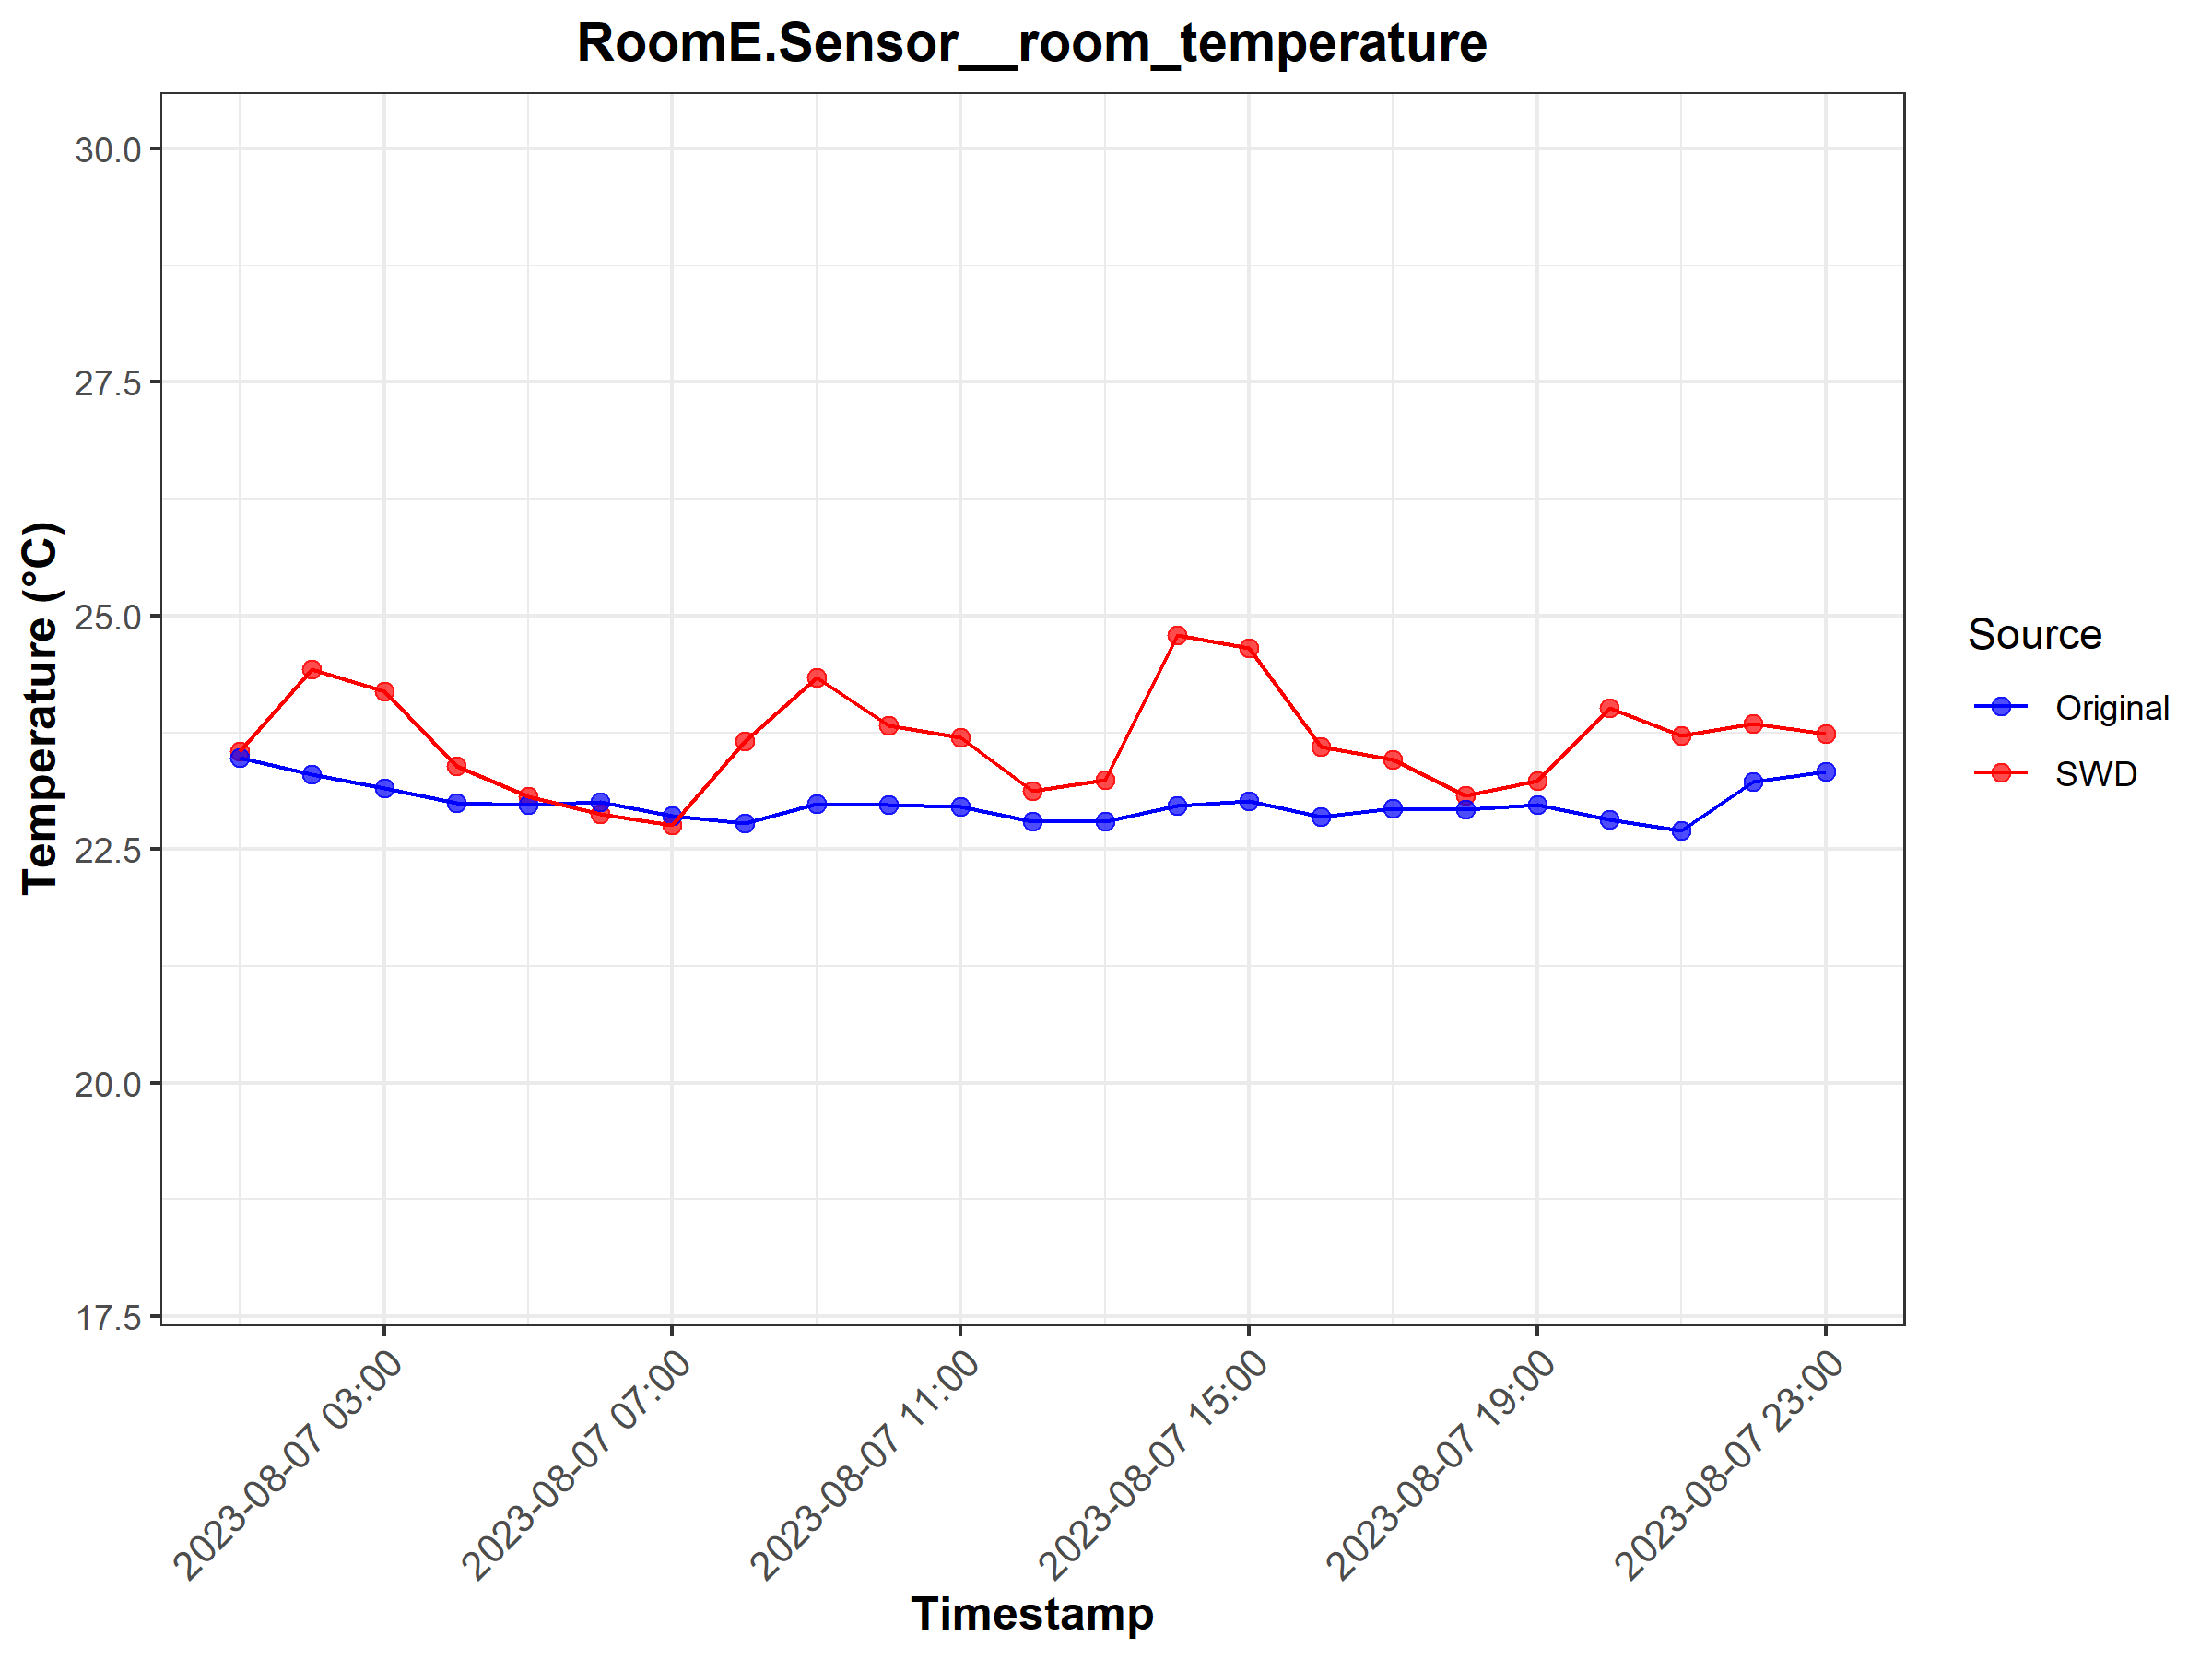 RoomE.Sensor__room_temperature
30.0
27.5
25.0
22.5
20.0
17.5
Temperature (°C)
2023-08-07 03:00
2023-08-07 07:00
2023-08-07 11:00
2023-08-07 15:00
2023-08-07 19:00
2023-08-07 23:00
Timestamp
Source
Original
SWD